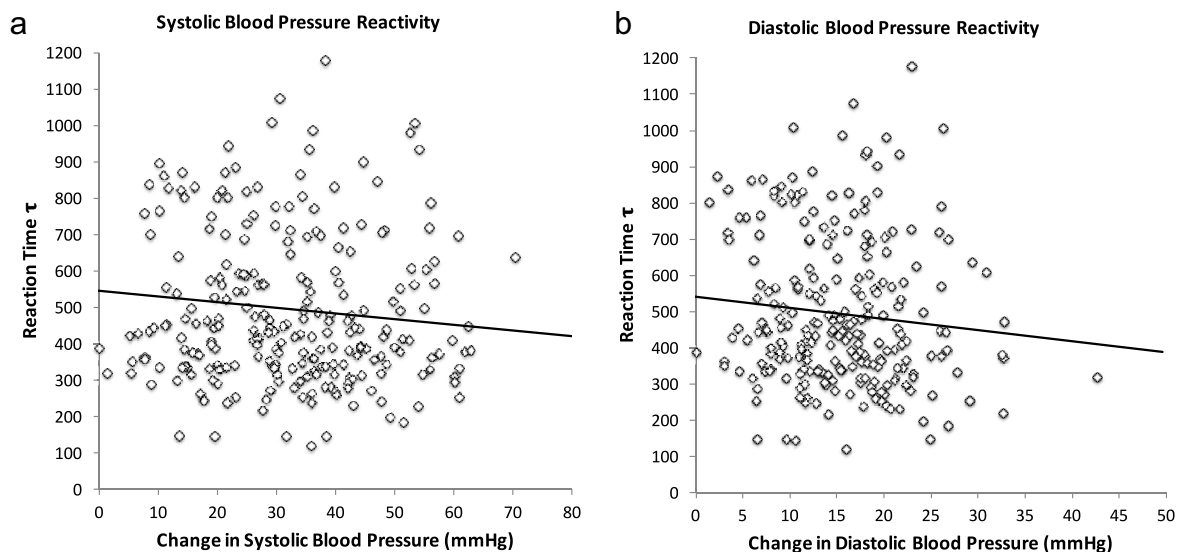 a
Systolic Blood Pressure Reactivity
1200
1100
1000
900
800
700
600
500
400
300
200
100
0
Reaction Time τ
0 10 20 30 40 50 60 70 80
Change in Systolic Blood Pressure (mmHg)
b
Diastolic Blood Pressure Reactivity
1200
1100
1000
900
800
700
600
500
400
300
200
100
0
Reaction Time τ
0 5 10 15 20 25 30 35 40 45 50
Change in Diastolic Blood Pressure (mmHg)